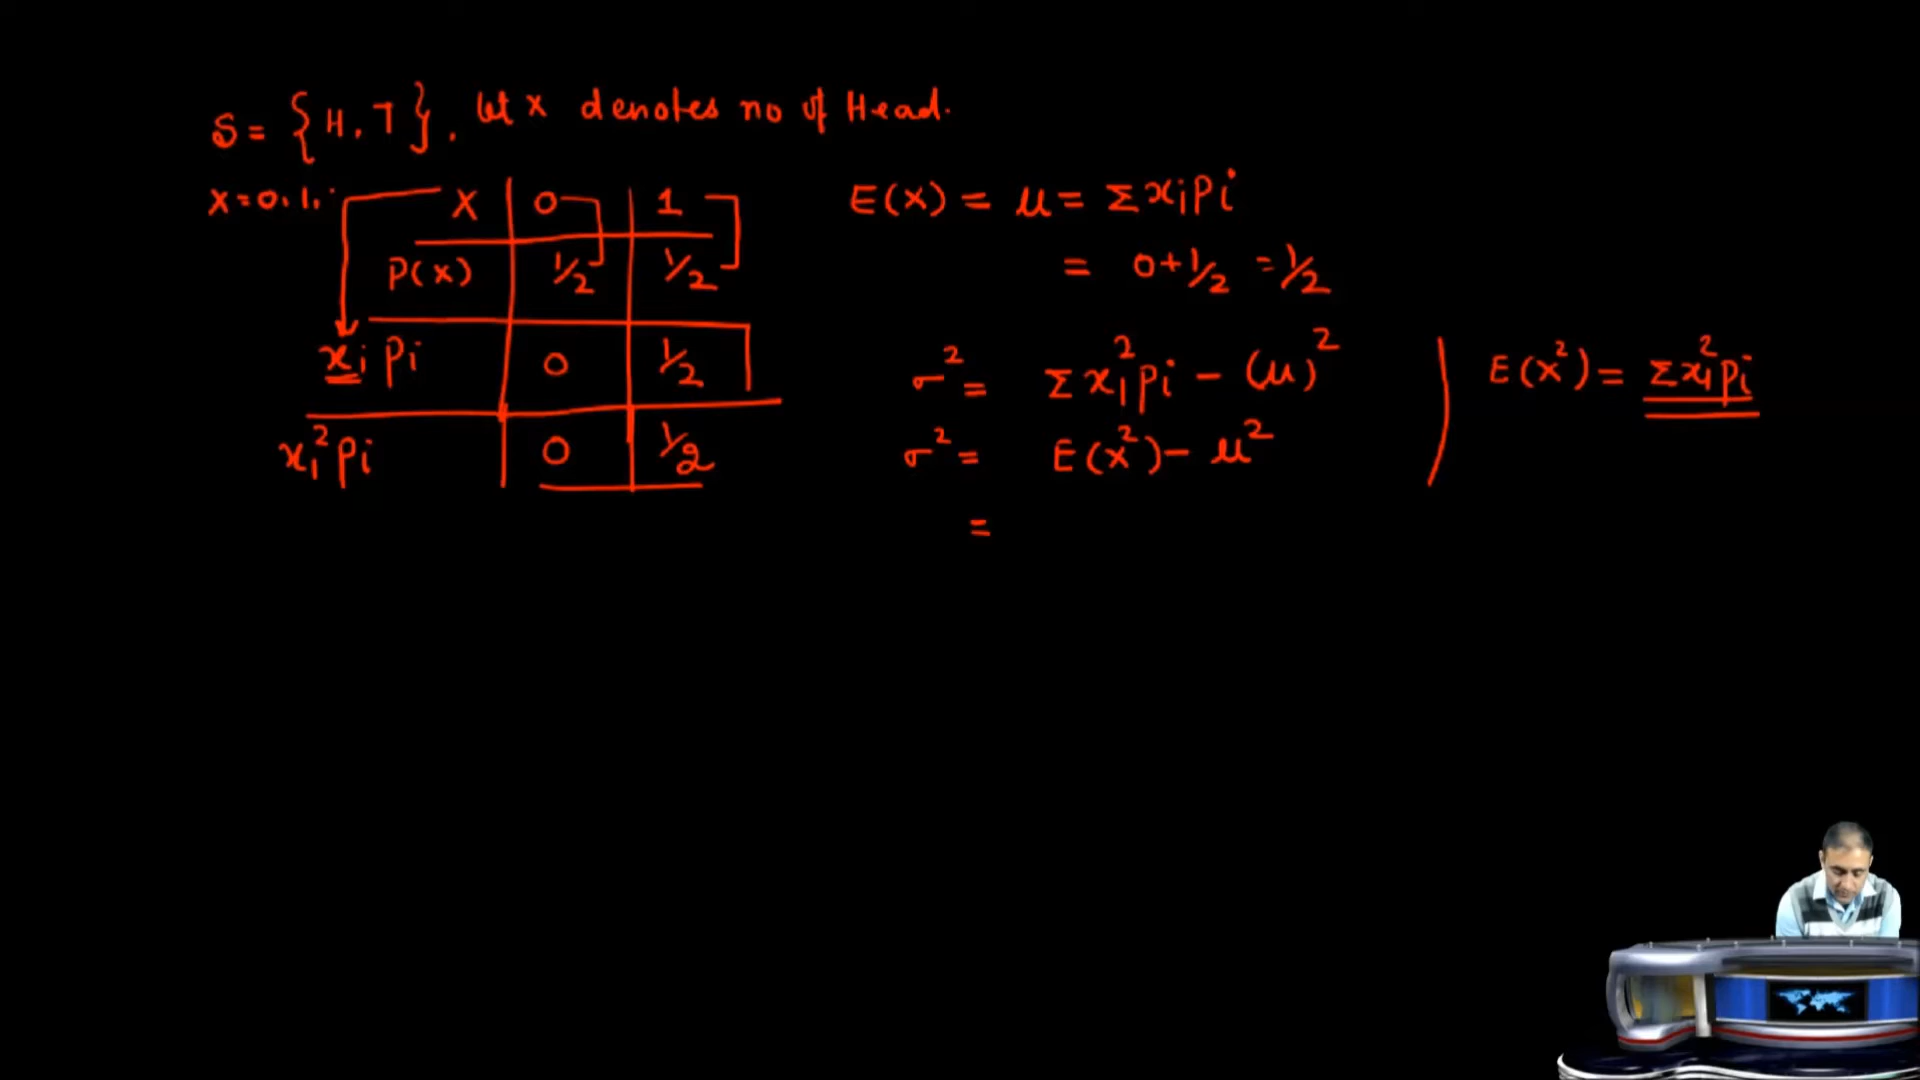 S = {H, T}, let x denotes no of Head.
x = 0, 1.
X | 0 | 1
P(x) | 1/2 | 1/2
xi Pi | 0 | 1/2
xi² Pi | 0 | 1/2
E(x) = μ = Σ xi Pi
= 0 + 1/2 = 1/2
σ² = Σ xi² Pi - (μ)²
σ² = E(x²) - μ²
=
E(x²) = Σ xi² Pi